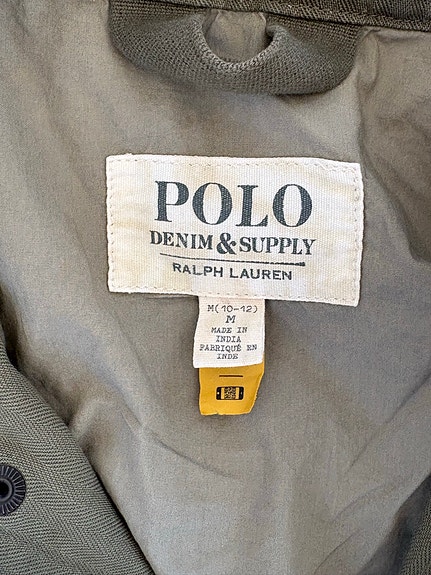 POLO
DENIM & SUPPLY
RALPH LAUREN
M(10-12)
M
MADE IN
INDIA
FABRIQUÉ EN
INDE